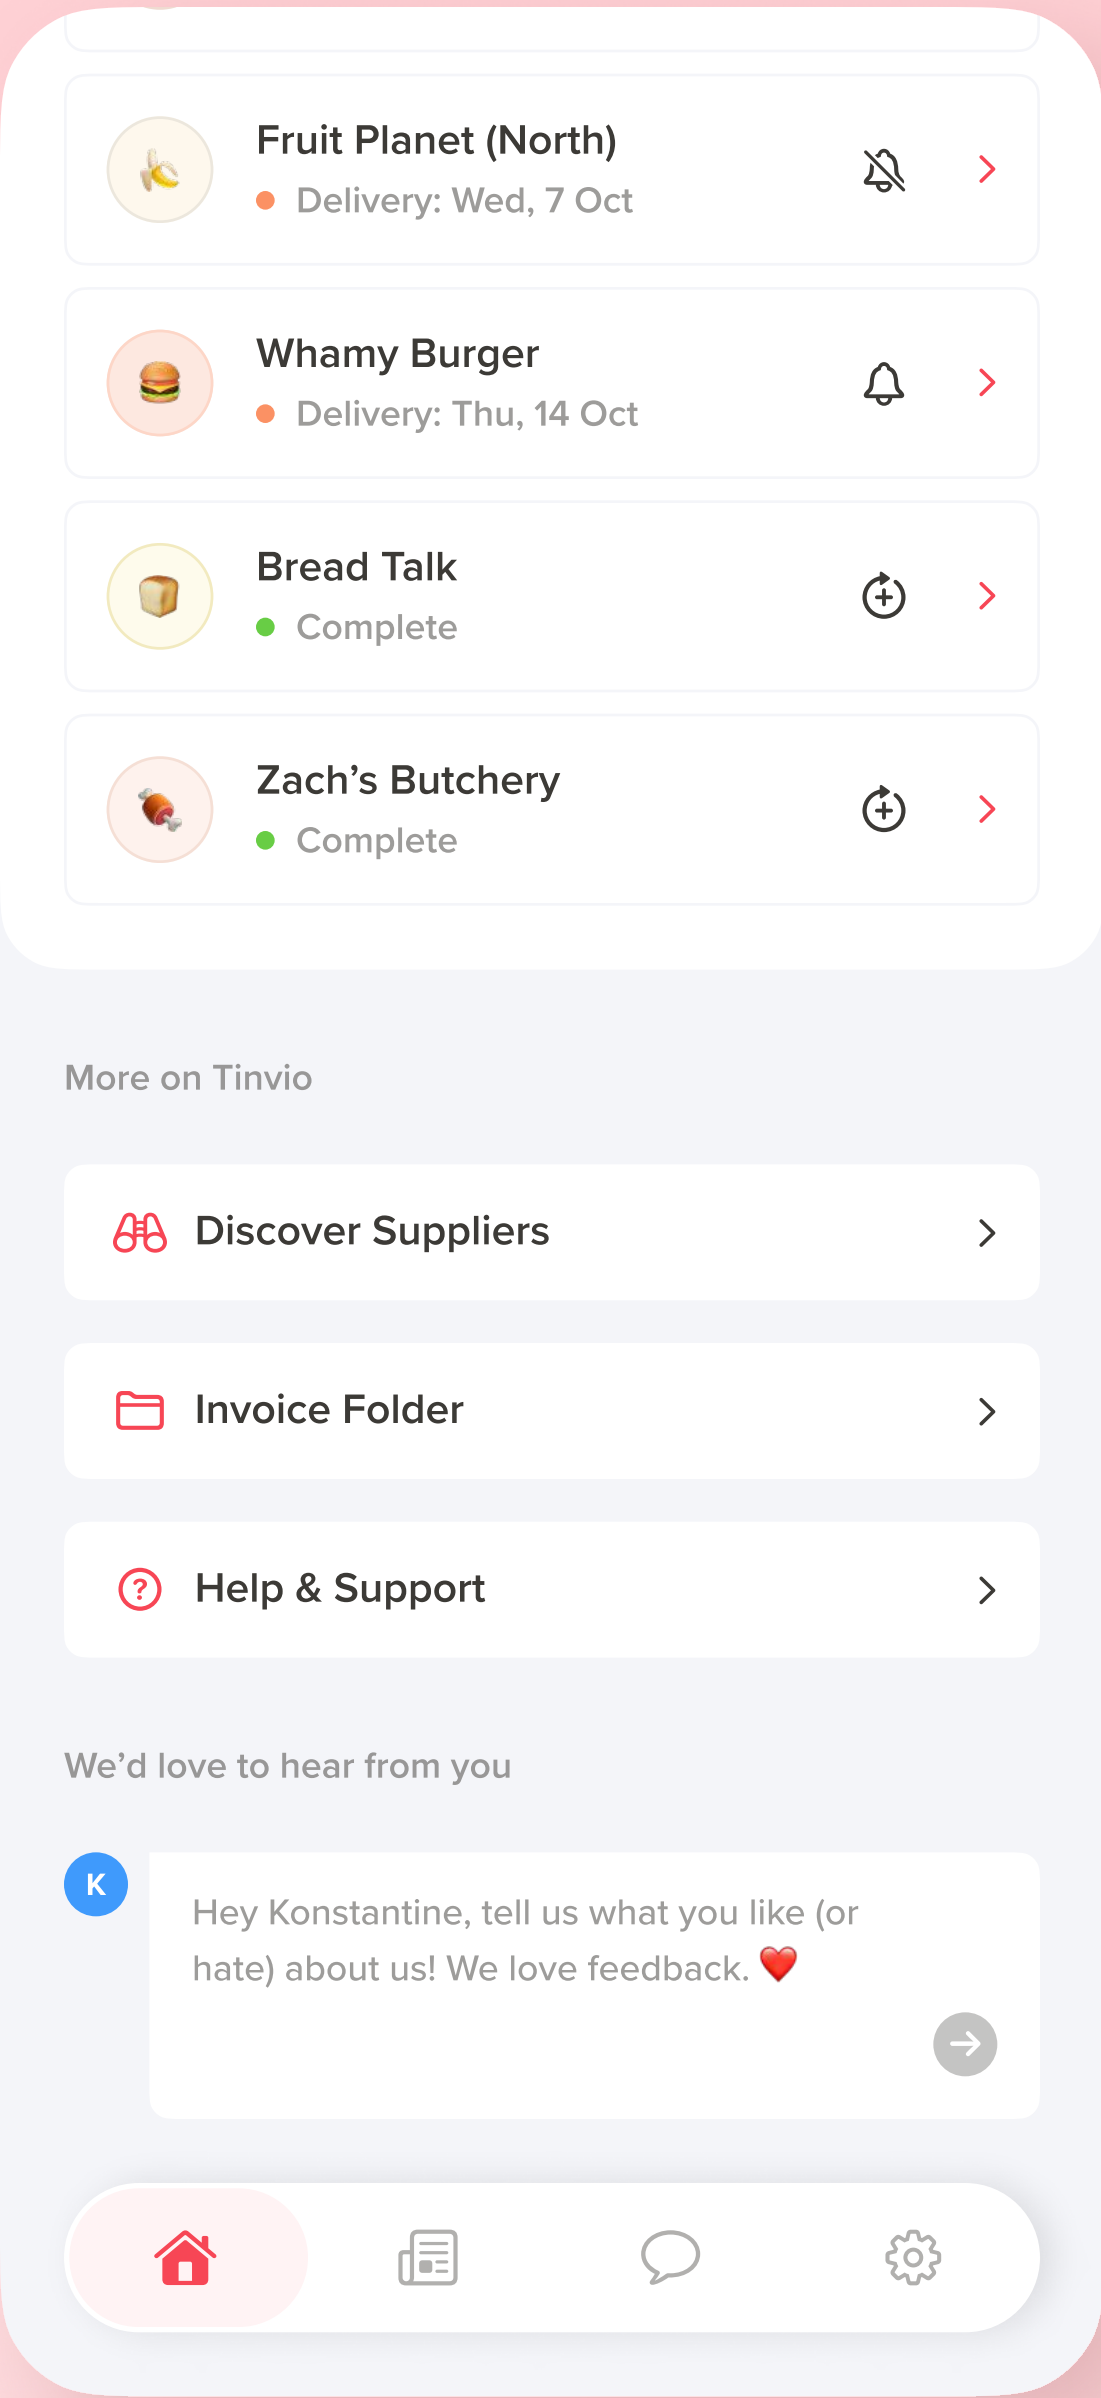 Fruit Planet (North)
Delivery: Wed, 7 Oct
Whamy Burger
Delivery: Thu, 14 Oct
Bread Talk
Complete
Zach’s Butchery
Complete
More on Tinvio
Discover Suppliers
Invoice Folder
Help & Support
We’d love to hear from you
K
Hey Konstantine, tell us what you like (or
hate) about us! We love feedback. ❤️